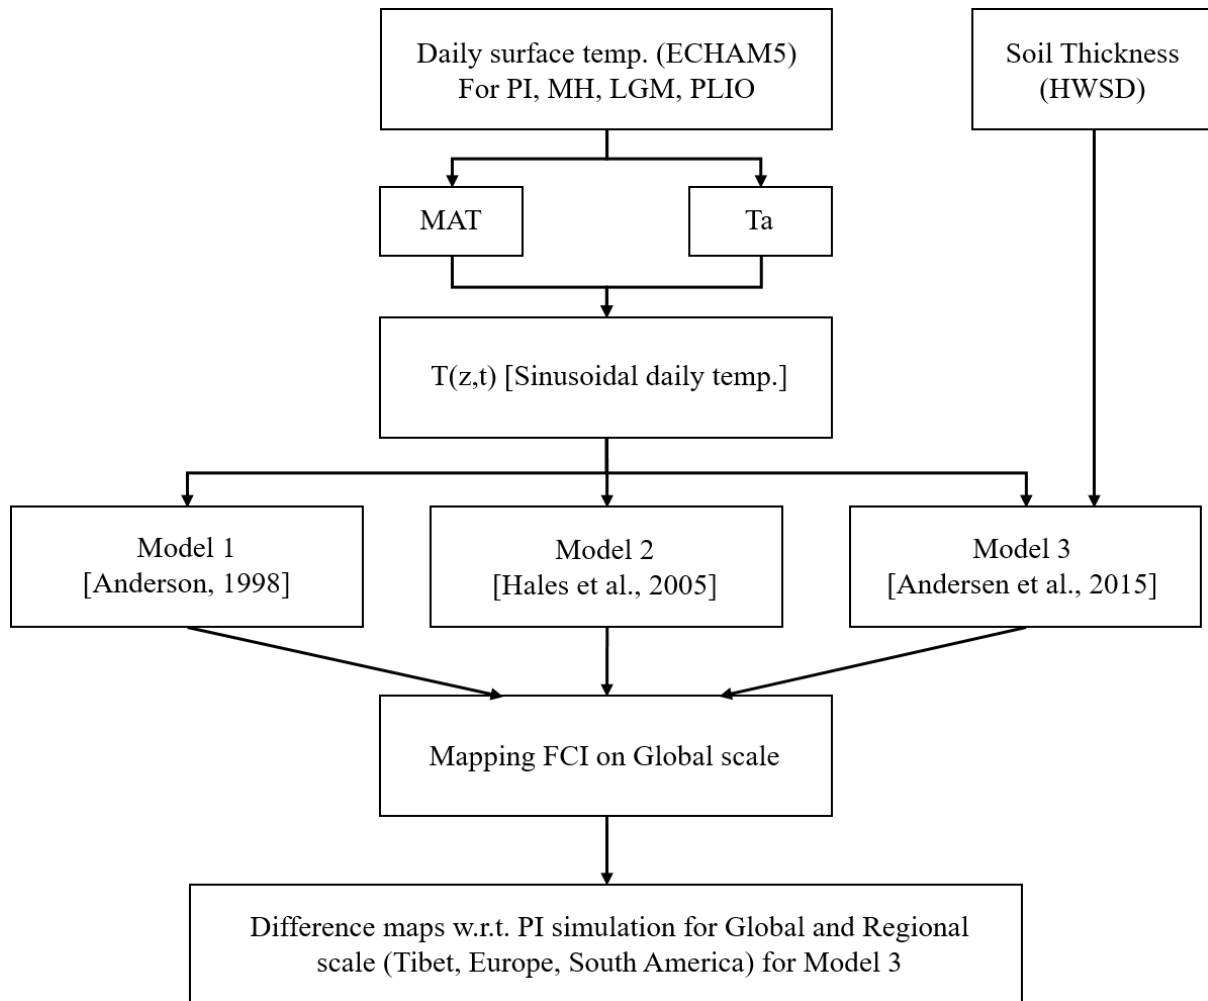 Daily surface temp. (ECHAM5)
For PI, MH, LGM, PLIO
Soil Thickness
(HWSD)
MAT
Ta
T(z,t) [Sinusoidal daily temp.]
Model 1
[Anderson, 1998]
Model 2
[Hales et al., 2005]
Model 3
[Andersen et al., 2015]
Mapping FCI on Global scale
Difference maps w.r.t. PI simulation for Global and Regional
scale (Tibet, Europe, South America) for Model 3